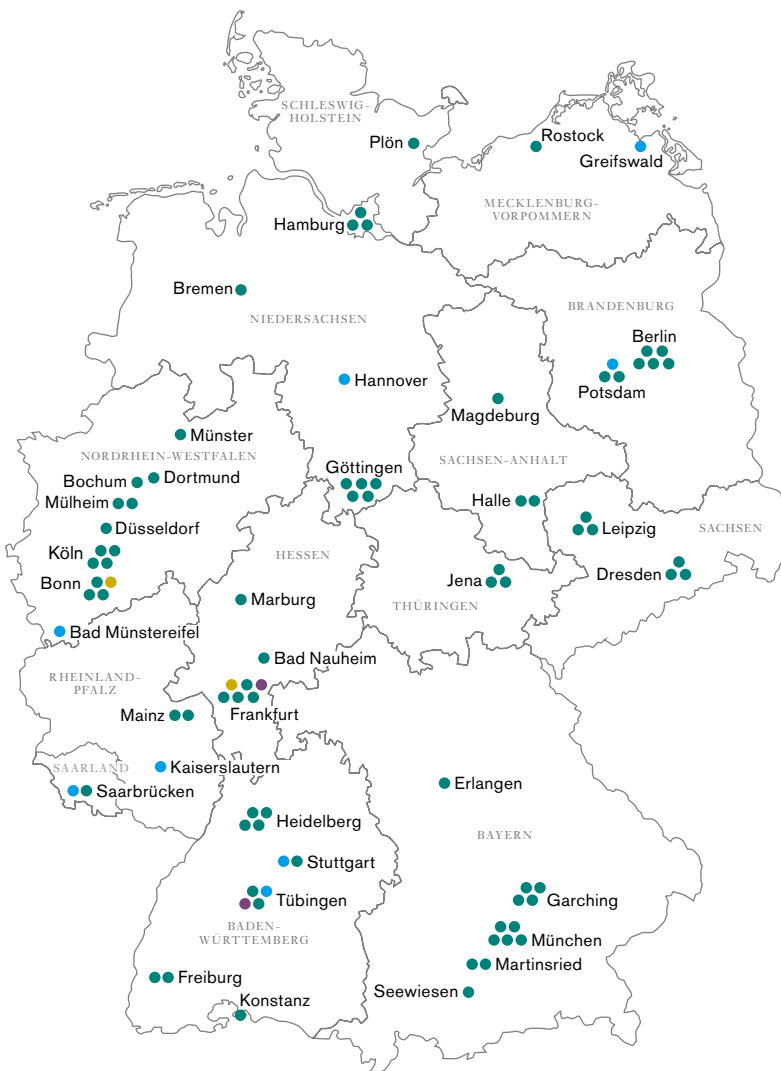 SCHLESWIG-
HOLSTEIN
Plön
Rostock
Greifswald
MECKLENBURG-
VORPOMMERN
Hamburg
Bremen
NIEDERSACHSEN
BRANDENBURG
Berlin
Potsdam
Hannover
Magdeburg
Münster
NORDRHEIN-WESTFALEN
Bochum
Dortmund
Mülheim
Göttingen
SACHSEN-ANHALT
Halle
Düsseldorf
Leipzig
SACHSEN
Köln
HESSEN
Bonn
Jena
Dresden
Marburg
THÜRINGEN
Bad Münstereifel
Bad Nauheim
RHEINLAND-
PFALZ
Mainz
Frankfurt
SAARLAND
Kaiserslautern
Saarbrücken
Erlangen
Heidelberg
BAYERN
Stuttgart
Tübingen
Garching
BADEN-
WÜRTTEMBERG
München
Martinsried
Freiburg
Seewiesen
Konstanz